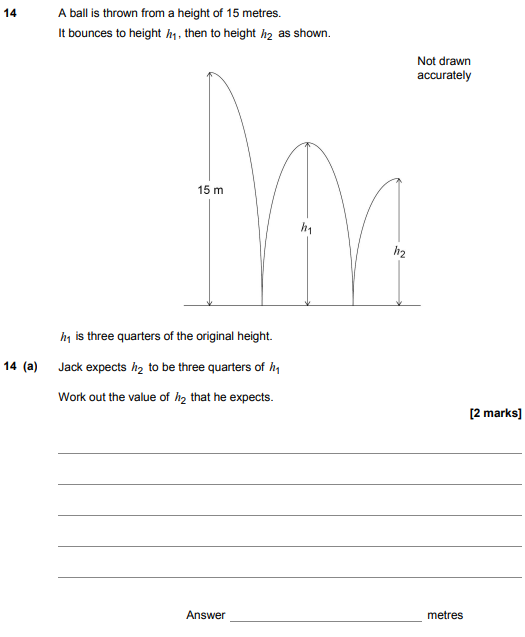 14 A ball is thrown from a height of 15 metres.
It bounces to height h₁, then to height h₂ as shown.
Not drawn
accurately
15 m
h₁
h₂
h₁ is three quarters of the original height.
14 (a) Jack expects h₂ to be three quarters of h₁
Work out the value of h₂ that he expects.
[2 marks]
Answer metres